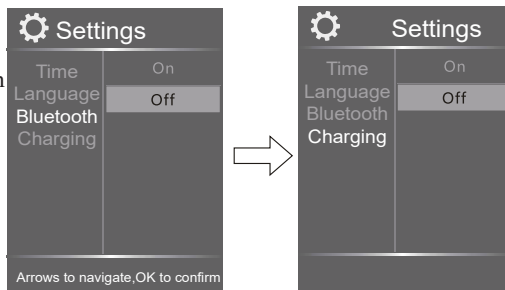 Settings
Time
Language
Bluetooth
Charging
On
Off
Arrows to navigate,OK to confirm
Settings
Time
Language
Bluetooth
Charging
On
Off